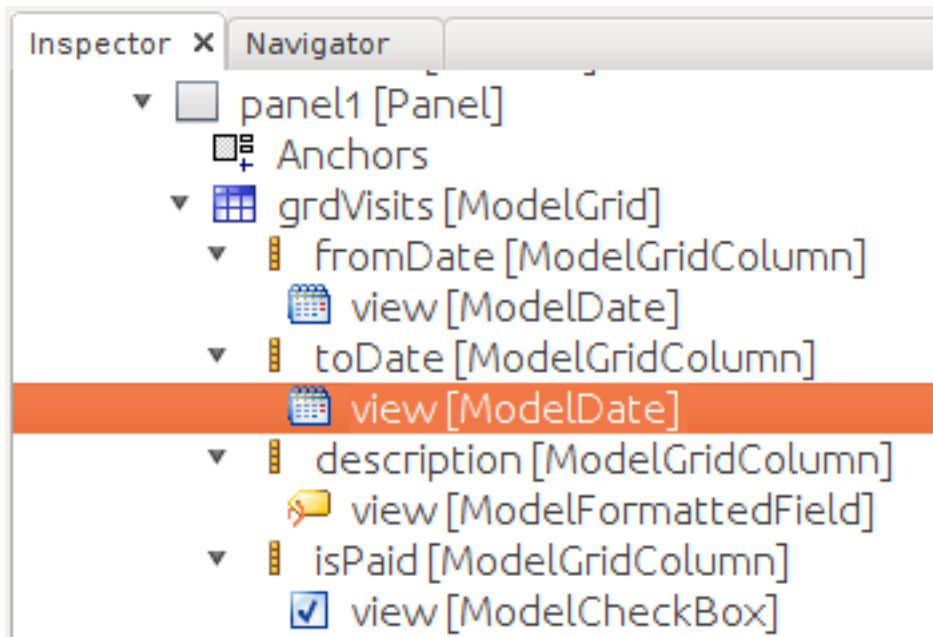 Inspector Navigator
panel1 [Panel]
Anchors
grdVisits [ModelGrid]
fromDate [ModelGridColumn]
view [ModelDate]
toDate [ModelGridColumn]
view [ModelDate]
description [ModelGridColumn]
view [ModelFormattedField]
isPaid [ModelGridColumn]
view [ModelCheckBox]